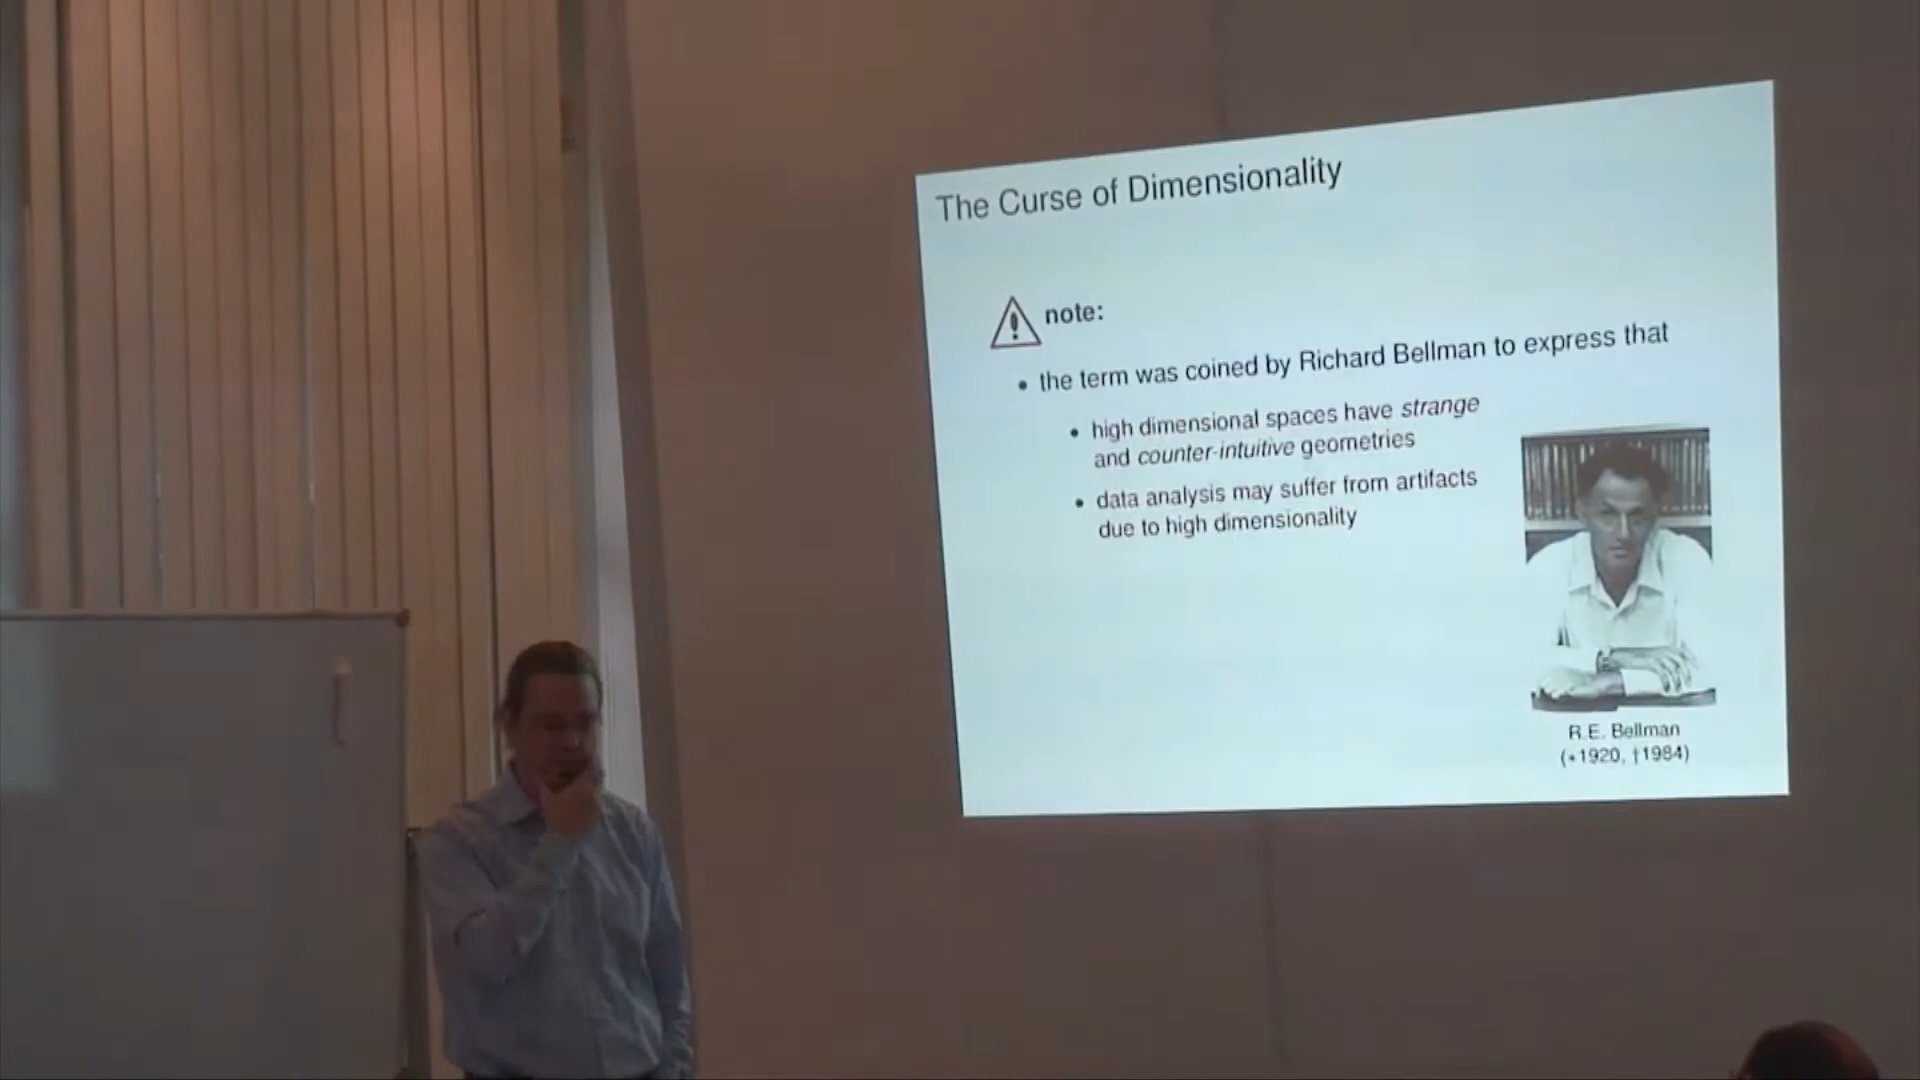 The Curse of Dimensionality
note:
• the term was coined by Richard Bellman to express that
• high dimensional spaces have strange
and counter-intuitive geometries
• data analysis may suffer from artifacts
due to high dimensionality
R.E. Bellman
(*1920, †1984)